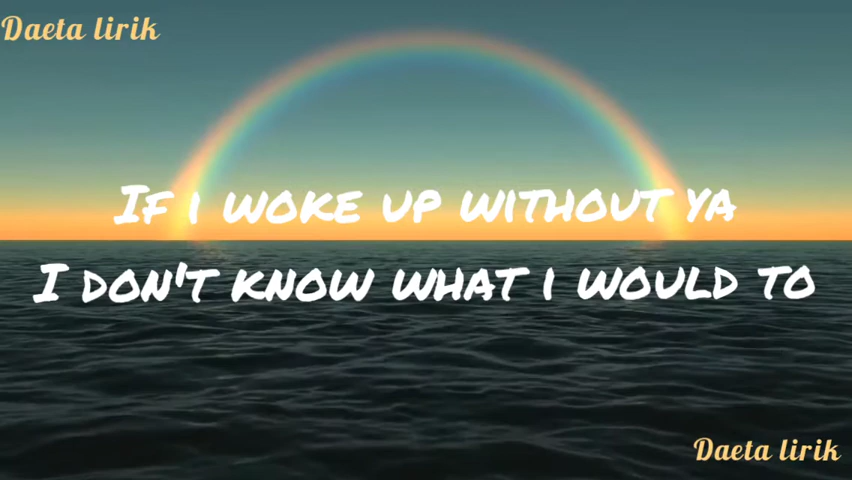 Daeta lirik
If i woke up without ya
I don't know what i would to
Daeta lirik